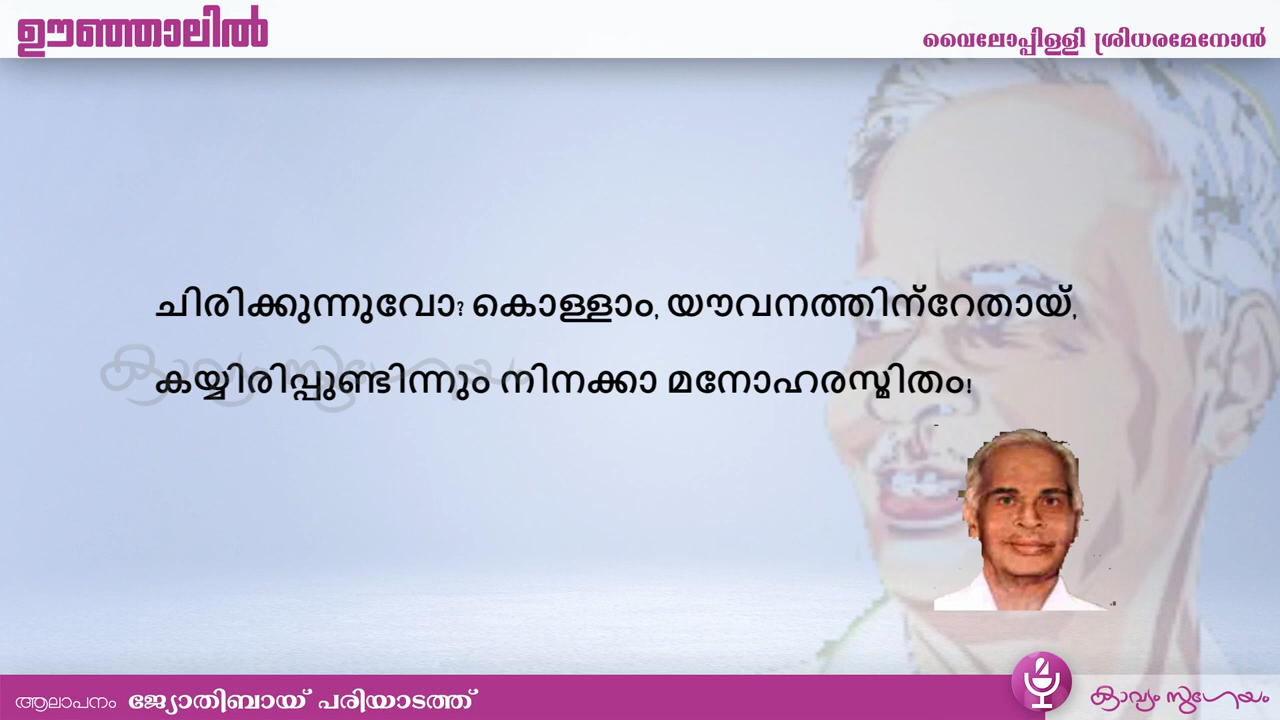 ഊഞ്ഞാലിൽ
വൈലോപ്പിള്ളി ശ്രീധരമേനോൻ
ചിരിക്കുന്നുവോ? കൊള്ളാം, യൗവനത്തിന്റേതായ്,
കയ്യിരിപ്പുണ്ടിന്നും നിനക്കാ മനോഹരസ്മിതം!
കാവ്യം സുഗേയം
ആലാപനം ജ്യോതിബായ് പരിയാടത്ത്
കാവ്യം സുഗേയം